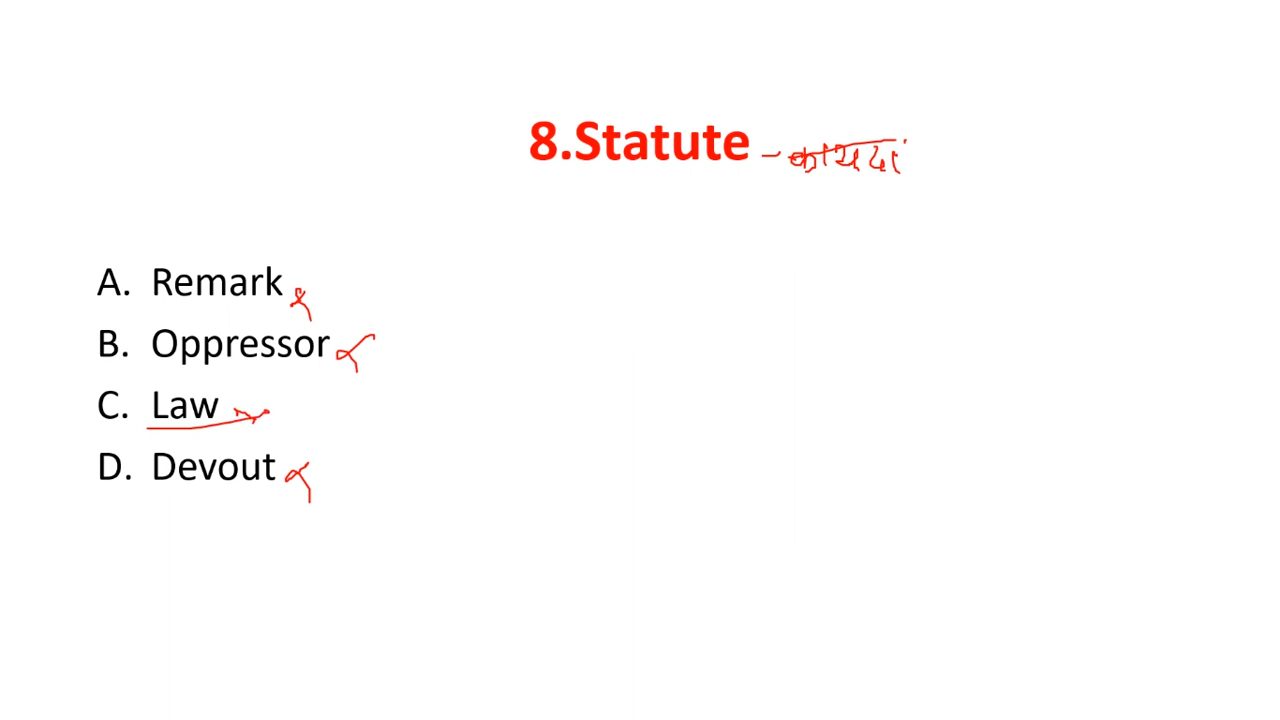 8.Statute - कायदा
A. Remark
B. Oppressor
C. Law
D. Devout